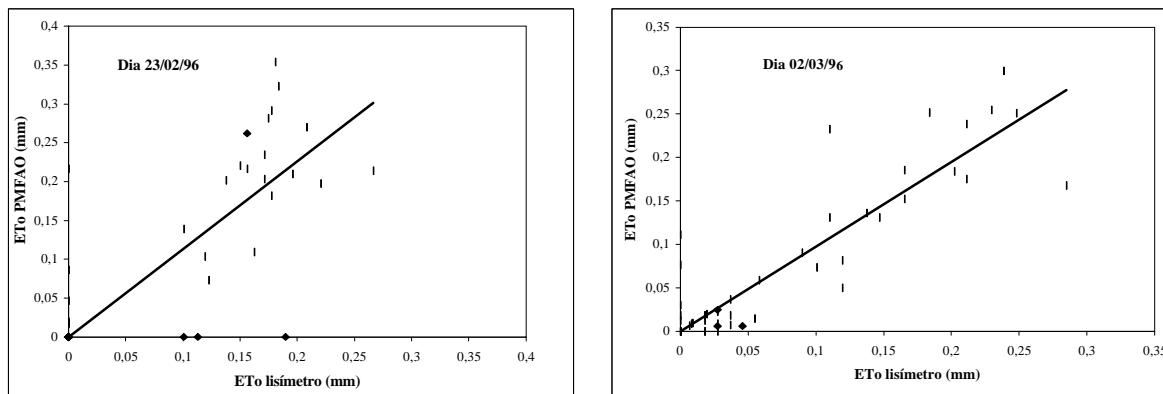 Dia 23/02/96
ETo PMFAO (mm)
0,4
0,35
0,3
0,25
0,2
0,15
0,1
0,05
0
0 0,05 0,1 0,15 0,2 0,25 0,3 0,35 0,4
ETo lisímetro (mm)
Dia 02/03/96
ETo PMFAO (mm)
0,35
0,3
0,25
0,2
0,15
0,1
0,05
0
0 0,05 0,1 0,15 0,2 0,25 0,3 0,35
ETo lisímetro (mm)